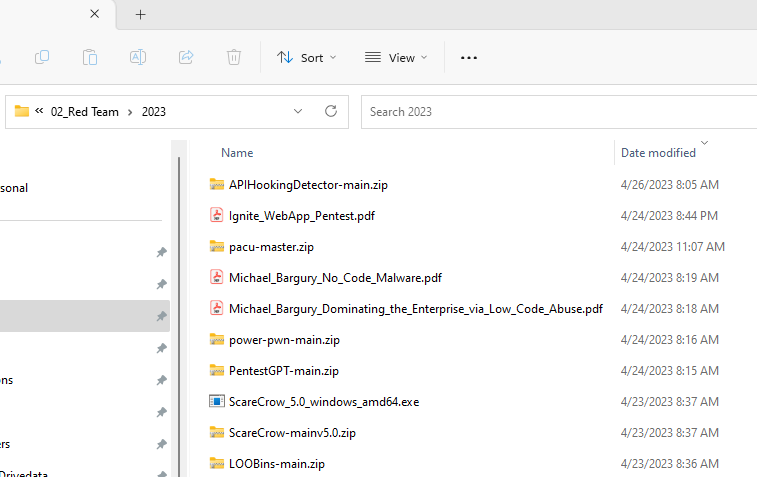 Sort
View
02_Red Team
2023
Search 2023
Name
Date modified
sonal
APIHookingDetector-main.zip 4/26/2023 8:05 AM
Ignite_WebApp_Pentest.pdf 4/24/2023 8:44 PM
pacu-master.zip 4/24/2023 11:07 AM
Michael_Bargury_No_Code_Malware.pdf 4/24/2023 8:19 AM
Michael_Bargury_Dominating_the_Enterprise_via_Low_Code_Abuse.pdf 4/24/2023 8:18 AM
power-pwn-main.zip 4/24/2023 8:16 AM
PentestGPT-main.zip 4/24/2023 8:15 AM
ons
ScareCrow_5.0_windows_amd64.exe 4/23/2023 8:37 AM
ScareCrow-mainv5.0.zip 4/23/2023 8:37 AM
ers
LOOBins-main.zip 4/23/2023 8:36 AM
Drivedata